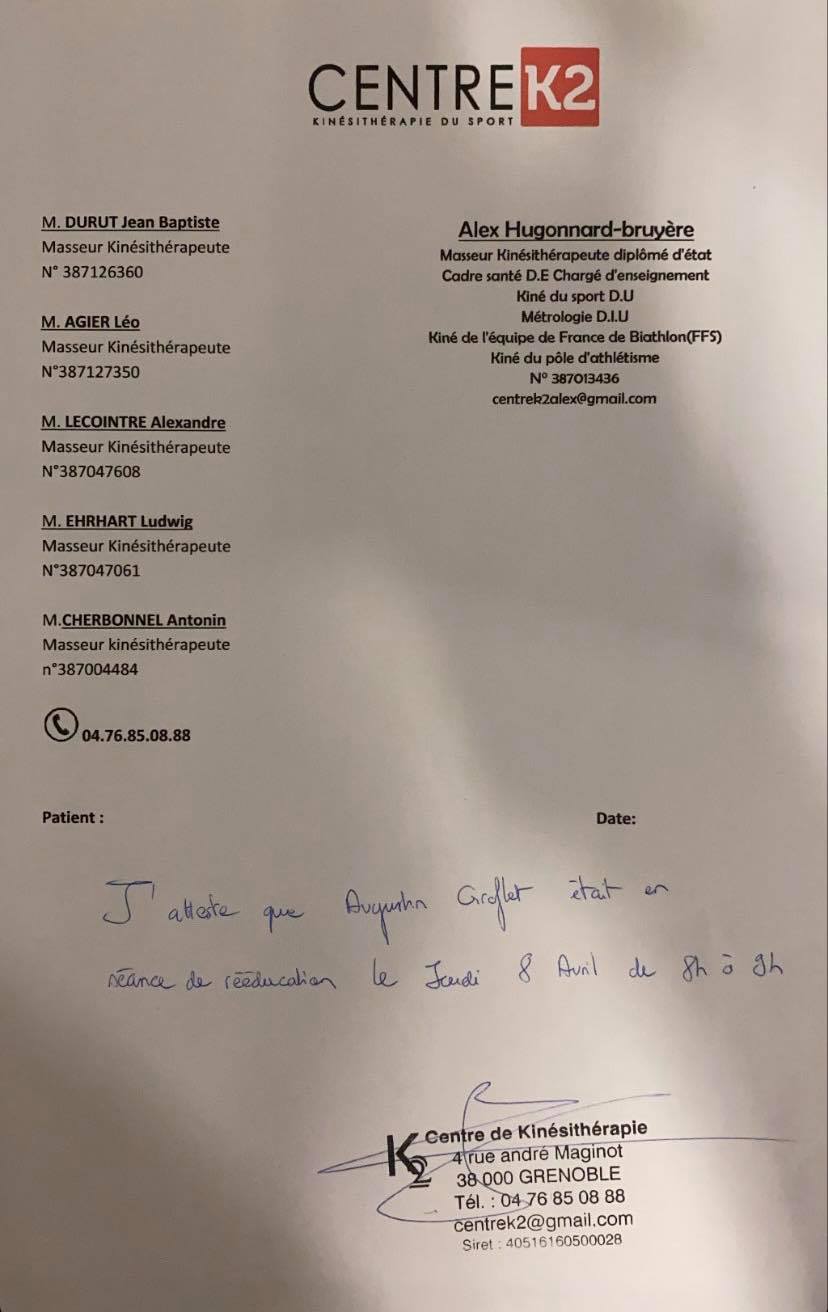 CENTRE K2
KINÉSITHÉRAPIE DU SPORT
M. DURUT Jean Baptiste
Masseur Kinésithérapeute
N° 387126360
M. AGIER Léo
Masseur Kinésithérapeute
N°387127350
M. LECOINTRE Alexandre
Masseur Kinésithérapeute
N°387047608
M. EHRHART Ludwig
Masseur Kinésithérapeute
N°387047061
M.CHERBONNEL Antonin
Masseur kinésithérapeute
n°387004484
04.76.85.08.88
Alex Hugonnard-bruyère
Masseur Kinésithérapeute diplômé d'état
Cadre santé D.E Chargé d'enseignement
Kiné du sport D.U
Métrologie D.I.U
Kiné de l'équipe de France de Biathlon(FFS)
Kiné du pôle d'athlétisme
N° 387013436
centrek2alex@gmail.com
Patient :
Date:
J'atteste que Augustin Giroflet était en
séance de rééducation le Jeudi 8 Avril de 8h à 9h
K2 Centre de Kinésithérapie
4 rue andré Maginot
38 000 GRENOBLE
Tél. : 04 76 85 08 88
centrek2@gmail.com
Siret : 40516160500028